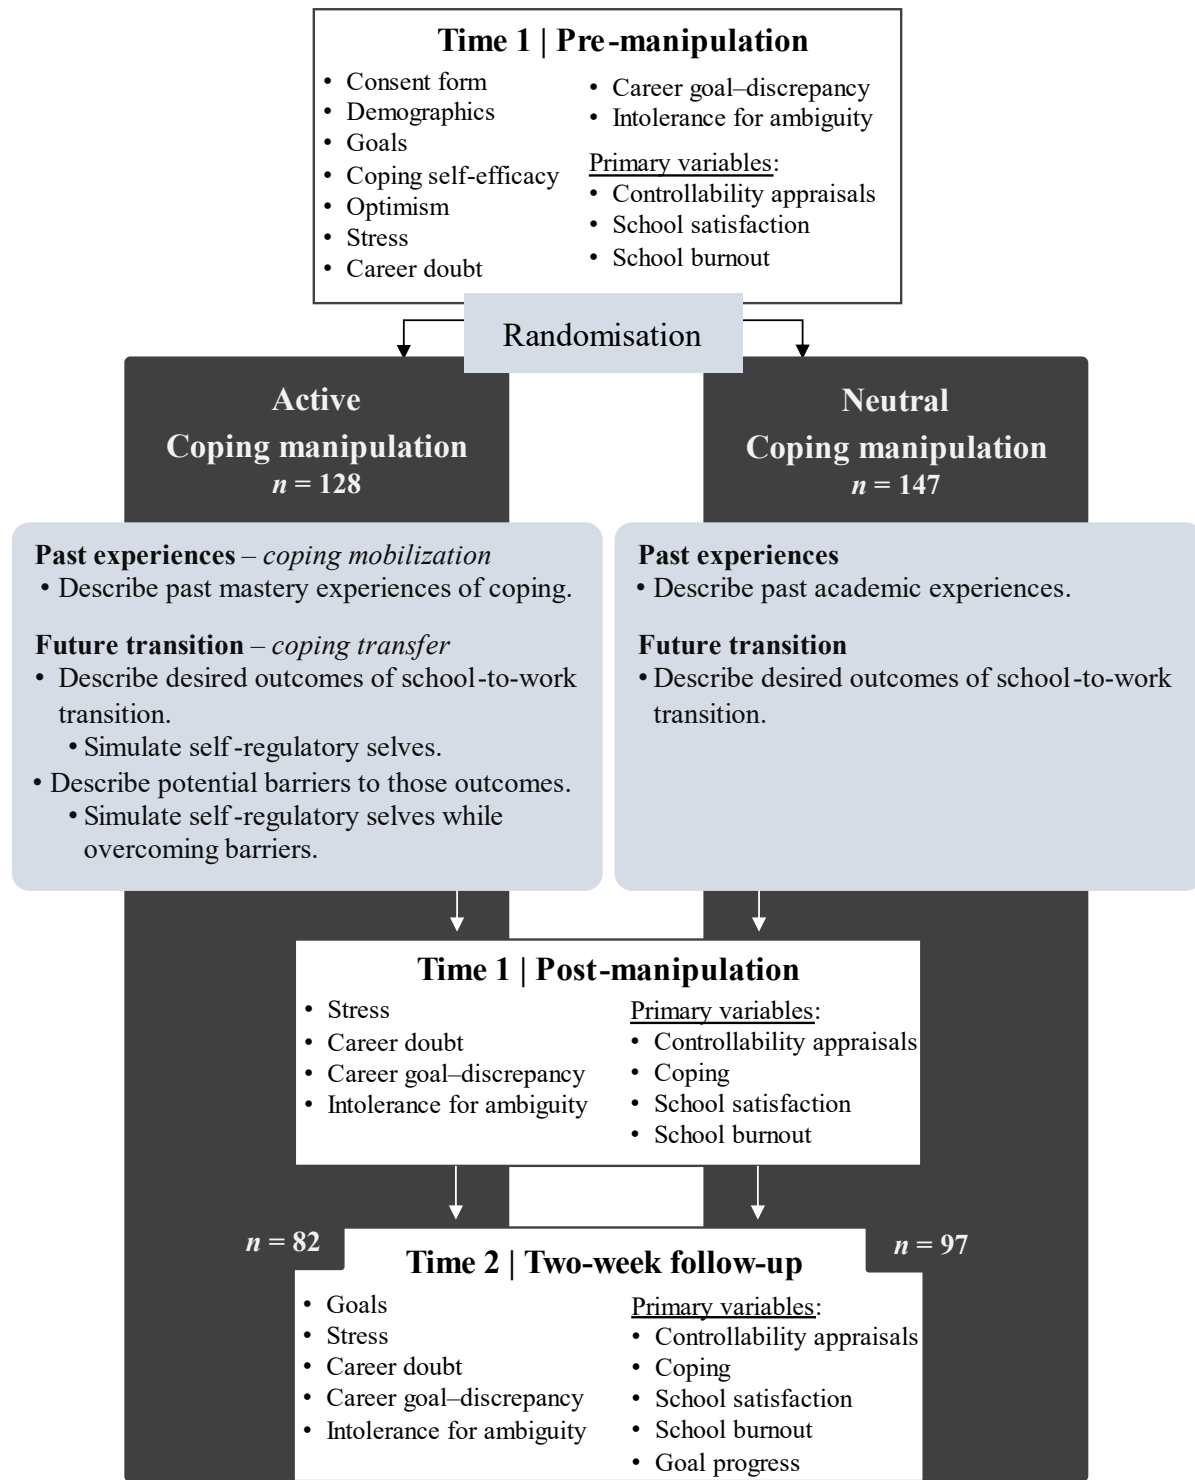 Time 1 | Pre-manipulation
• Consent form
• Demographics
• Goals
• Coping self-efficacy
• Optimism
• Stress
• Career doubt
• Career goal–discrepancy
• Intolerance for ambiguity
Primary variables:
• Controllability appraisals
• School satisfaction
• School burnout
Randomisation
Active
Coping manipulation
n = 128
Neutral
Coping manipulation
n = 147
Past experiences – coping mobilization
• Describe past mastery experiences of coping.
Future transition – coping transfer
• Describe desired outcomes of school-to-work
transition.
• Simulate self-regulatory selves.
• Describe potential barriers to those outcomes.
• Simulate self-regulatory selves while
overcoming barriers.
Past experiences
• Describe past academic experiences.
Future transition
• Describe desired outcomes of school-to-work
transition.
Time 1 | Post-manipulation
• Stress
• Career doubt
• Career goal–discrepancy
• Intolerance for ambiguity
Primary variables:
• Controllability appraisals
• Coping
• School satisfaction
• School burnout
n = 82
n = 97
Time 2 | Two-week follow-up
• Goals
• Stress
• Career doubt
• Career goal–discrepancy
• Intolerance for ambiguity
Primary variables:
• Controllability appraisals
• Coping
• School satisfaction
• School burnout
• Goal progress